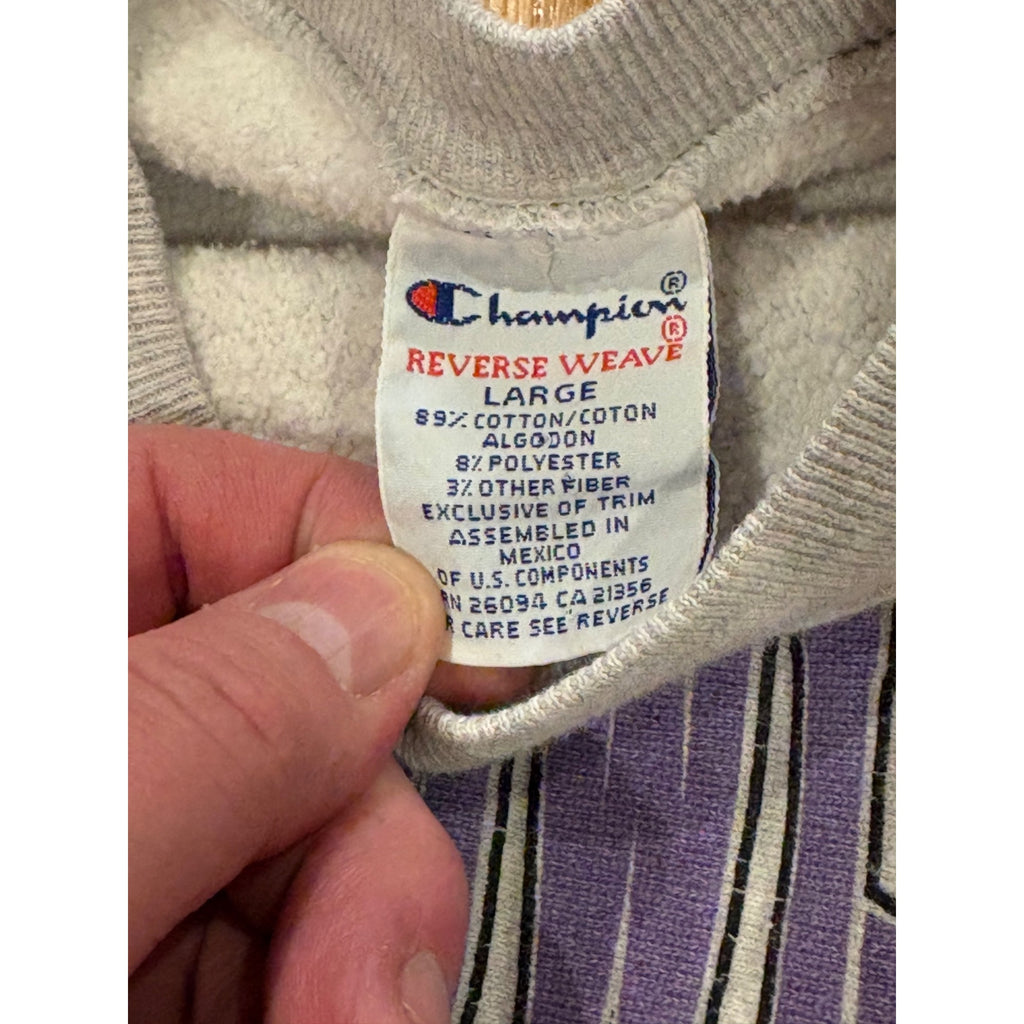 Champion®
REVERSE WEAVE®
LARGE
89% COTTON/COTON
ALGODON
8% POLYESTER
3% OTHER FIBER
EXCLUSIVE OF TRIM
ASSEMBLED IN
MEXICO
OF U.S. COMPONENTS
RN 26094 CA 21356
CARE SEE REVERSE